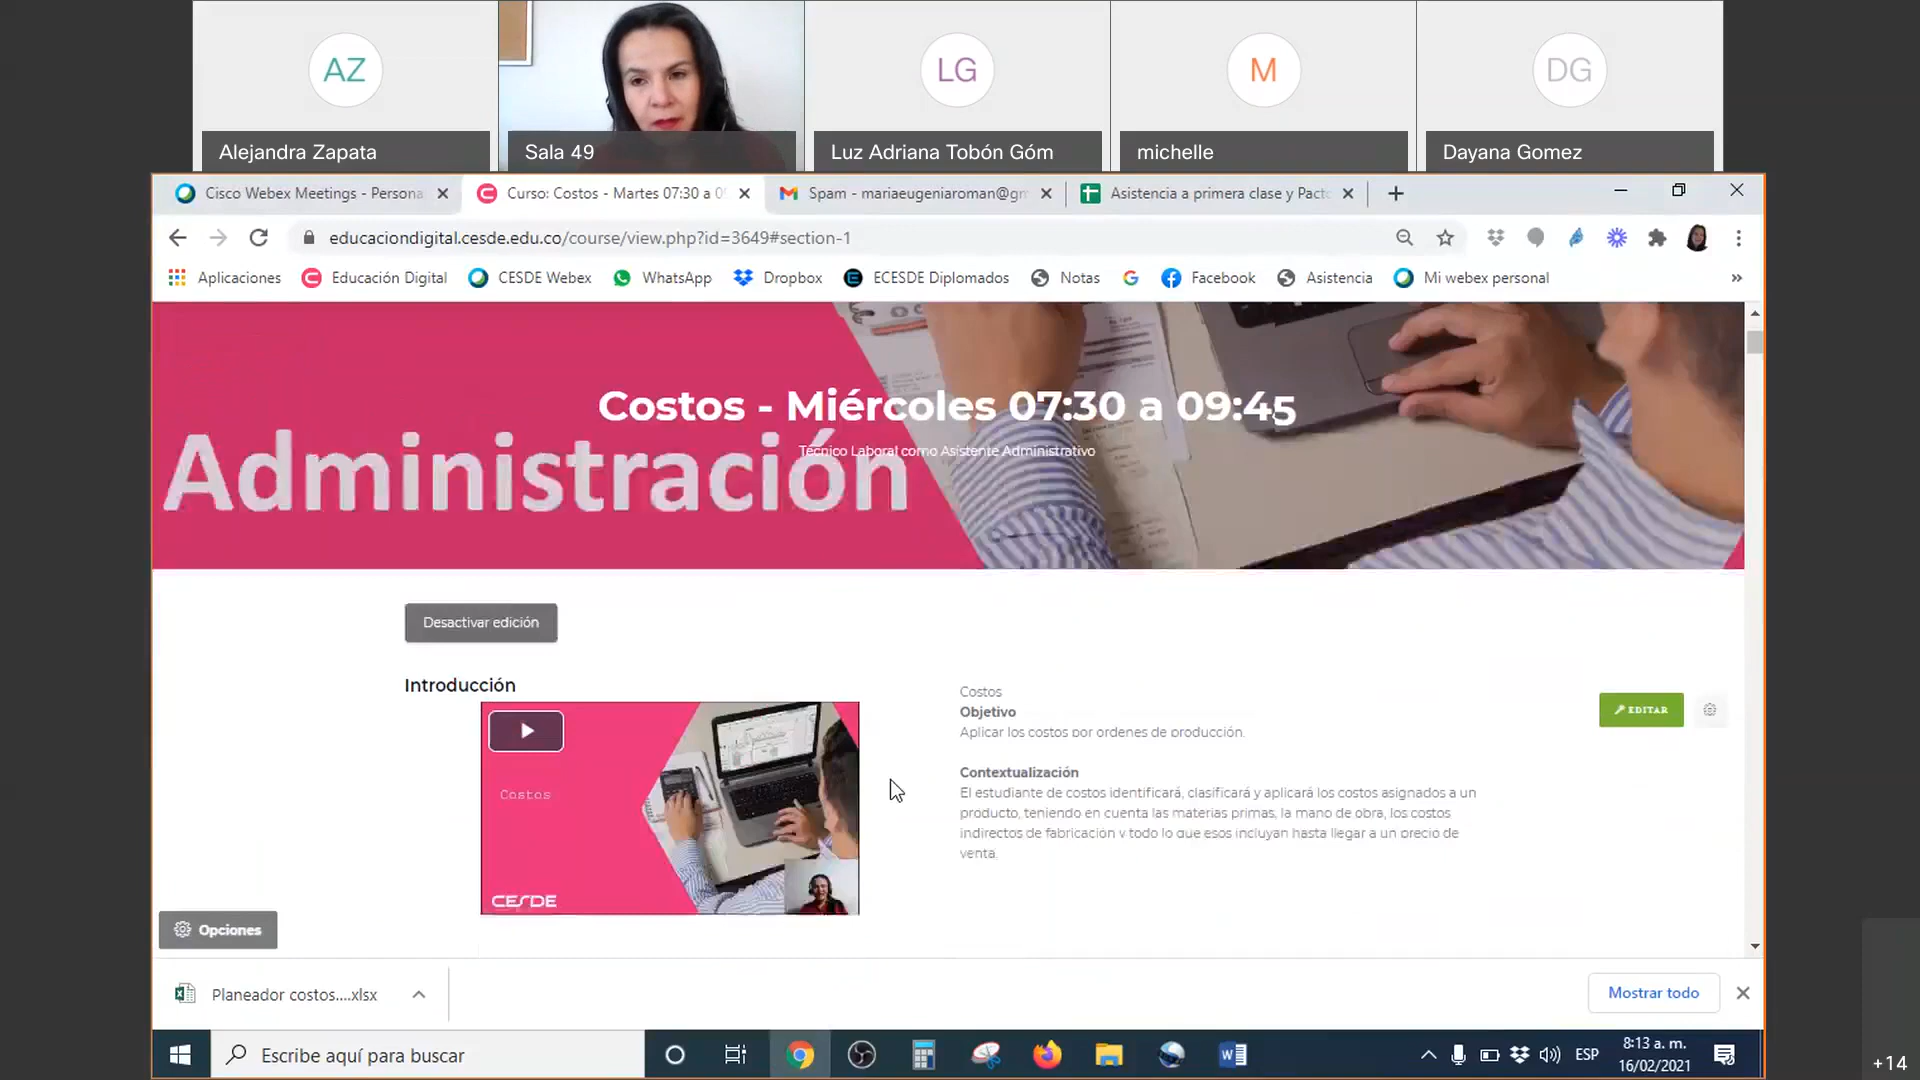 AZ
LG
M
DG
Alejandra Zapata
Sala 49
Luz Adriana Tobón Góm
michelle
Dayana Gomez
Cisco Webex Meetings - Persona
Curso: Costos - Martes 07:30 a 0
Spam - mariaeugeniaroman@gm
Asistencia a primera clase y Pact
educaciondigital.cesde.edu.co/course/view.php?id=3649#section-1
Aplicaciones
Educación Digital
CESDE Webex
WhatsApp
Dropbox
ECESDE Diplomados
Notas
Facebook
Asistencia
Mi webex personal
»
Costos - Miércoles 07:30 a 09:45
Técnico Laboral como Asistente Administrativo
Administración
Desactivar edición
Introducción
Costos
CESDE
Costos
Objetivo
Aplicar los costos por ordenes de producción.
Contextualización
El estudiante de costos identificará, clasificará y aplicará los costos asignados a un
producto, teniendo en cuenta las materias primas, la mano de obra, los costos
indirectos de fabricación y todo lo que esos incluyan hasta llegar a un precio de
venta.
EDITAR
Opciones
Planeador costos....xlsx
Mostrar todo
Escribe aquí para buscar
ESP
8:13 a. m.
16/02/2021
+14